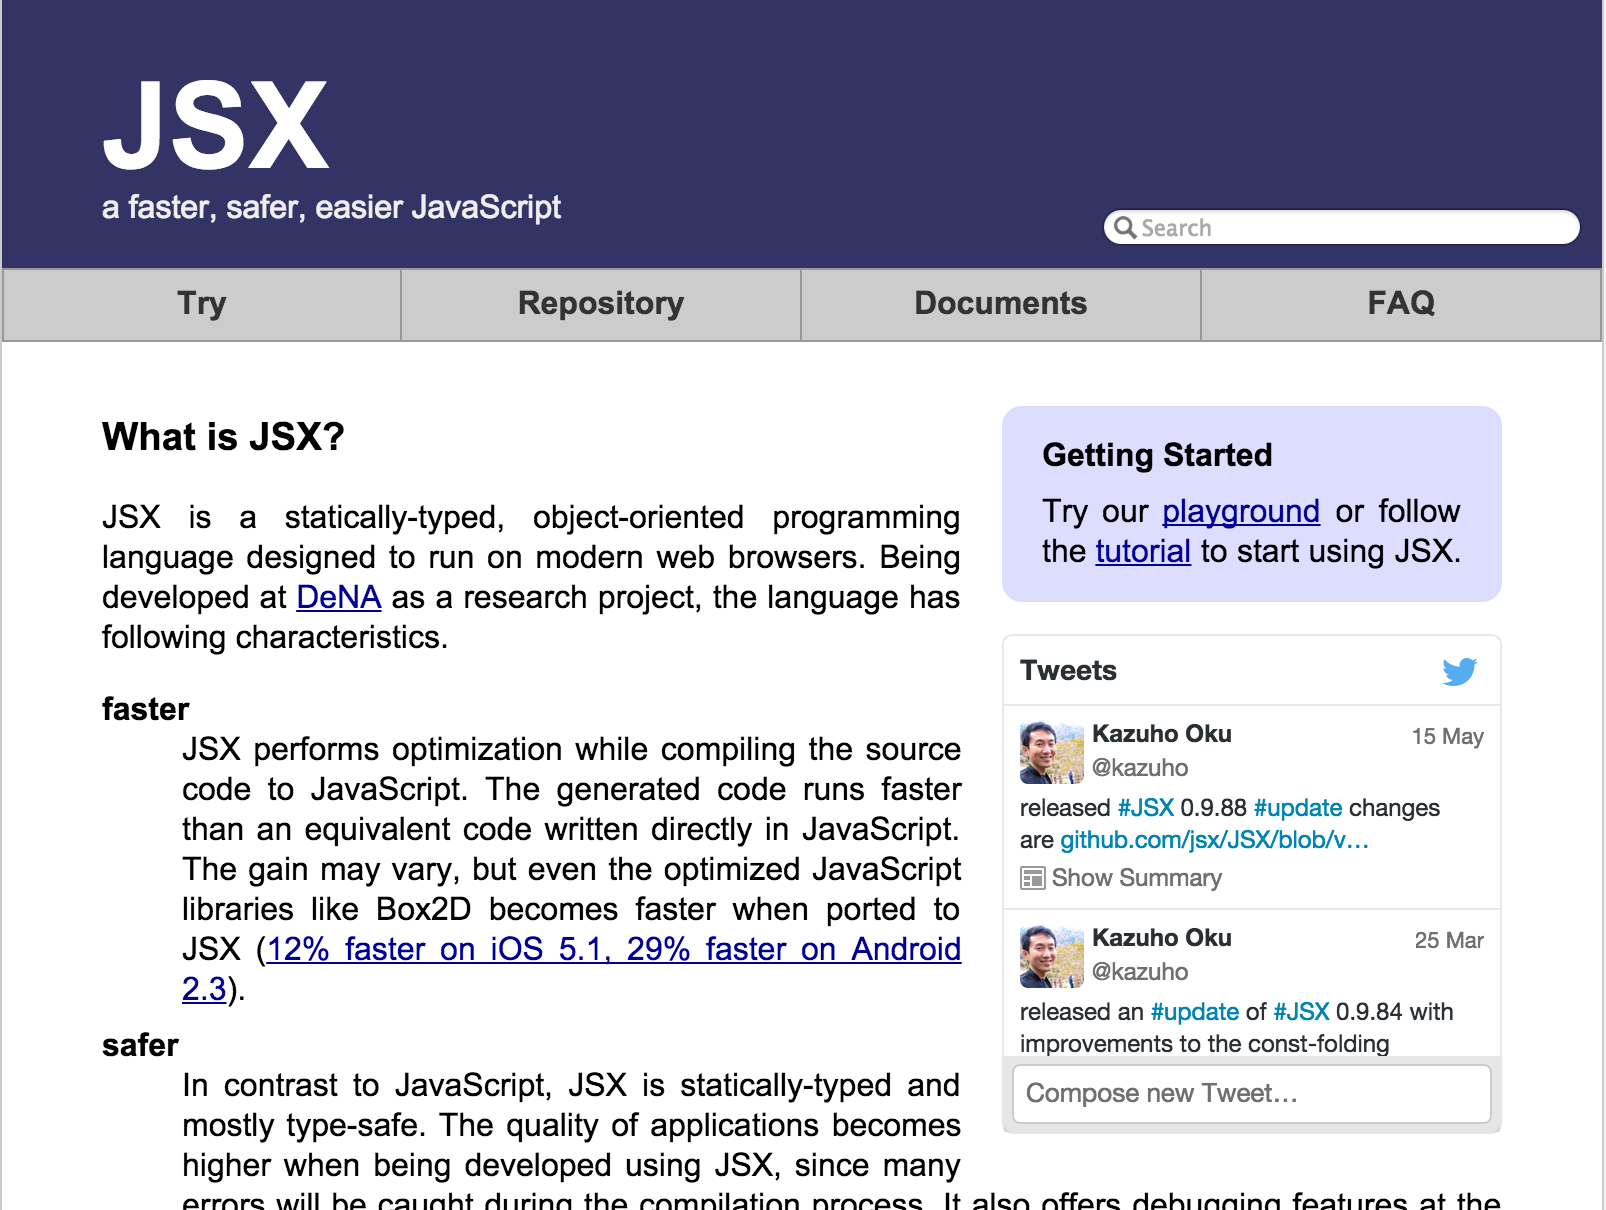 JSX
a faster, safer, easier JavaScript
Search
Try
Repository
Documents
FAQ
What is JSX?
JSX is a statically-typed, object-oriented programming
language designed to run on modern web browsers. Being
developed at DeNA as a research project, the language has
following characteristics.
faster
JSX performs optimization while compiling the source
code to JavaScript. The generated code runs faster
than an equivalent code written directly in JavaScript.
The gain may vary, but even the optimized JavaScript
libraries like Box2D becomes faster when ported to
JSX (12% faster on iOS 5.1, 29% faster on Android
2.3).
safer
In contrast to JavaScript, JSX is statically-typed and
mostly type-safe. The quality of applications becomes
higher when being developed using JSX, since many
errors will be caught during the compilation process. It also offers debugging features at the
Getting Started
Try our playground or follow
the tutorial to start using JSX.
Tweets
Kazuho Oku
15 May
@kazuho
released #JSX 0.9.88 #update changes
are github.com/jsx/JSX/blob/v…
Show Summary
Kazuho Oku
25 Mar
@kazuho
released an #update of #JSX 0.9.84 with
improvements to the const-folding
Compose new Tweet…